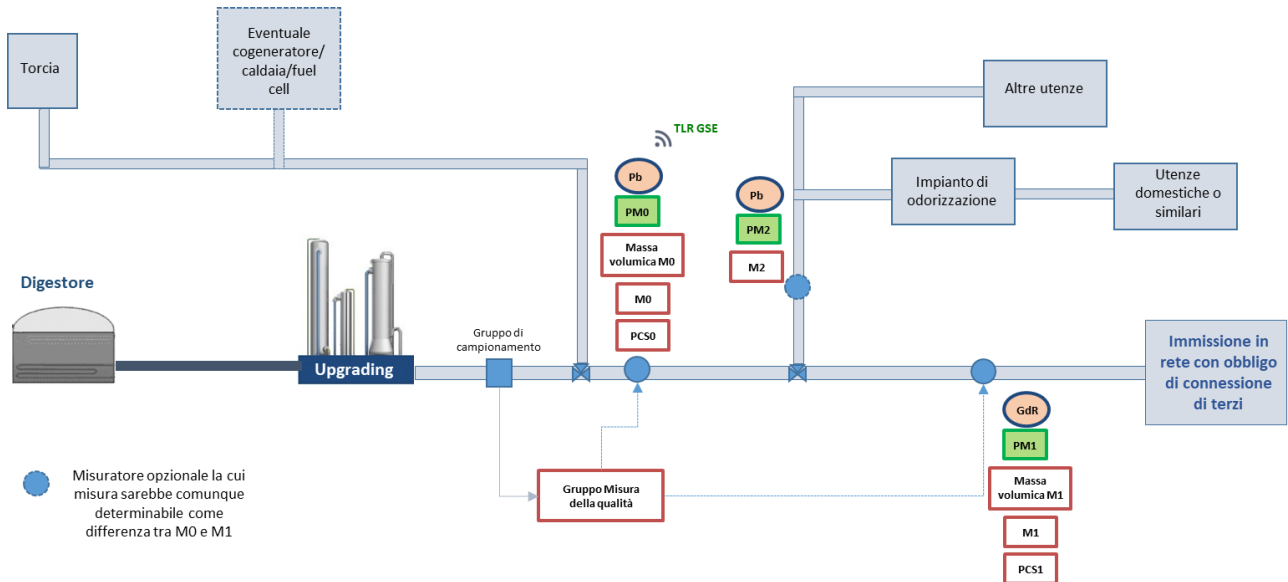 Torcia
Eventuale
cogeneratore/
caldaia/fuel
cell
TLR GSE
Altre utenze
Pb
PM0
Massa
volumica M0
M0
PCS0
Pb
PM2
M2
Impianto di
odorizzazione
Utenze
domestiche o
similari
Digestore
Upgrading
Gruppo di
campionamento
Immissione in
rete con obbligo
di connessione
di terzi
GdR
PM1
Massa
volumica M1
M1
PCS1
Gruppo Misura
della qualità
Misuratore opzionale la cui
misura sarebbe comunque
determinabile come
differenza tra M0 e M1